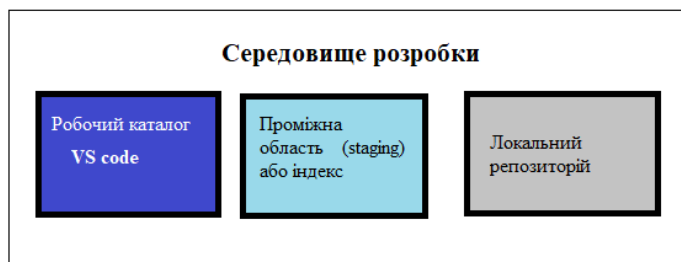 Середовище розробки
Робочий каталог
VS code
Проміжна
область (staging)
або індекс
Локальний
репозиторій